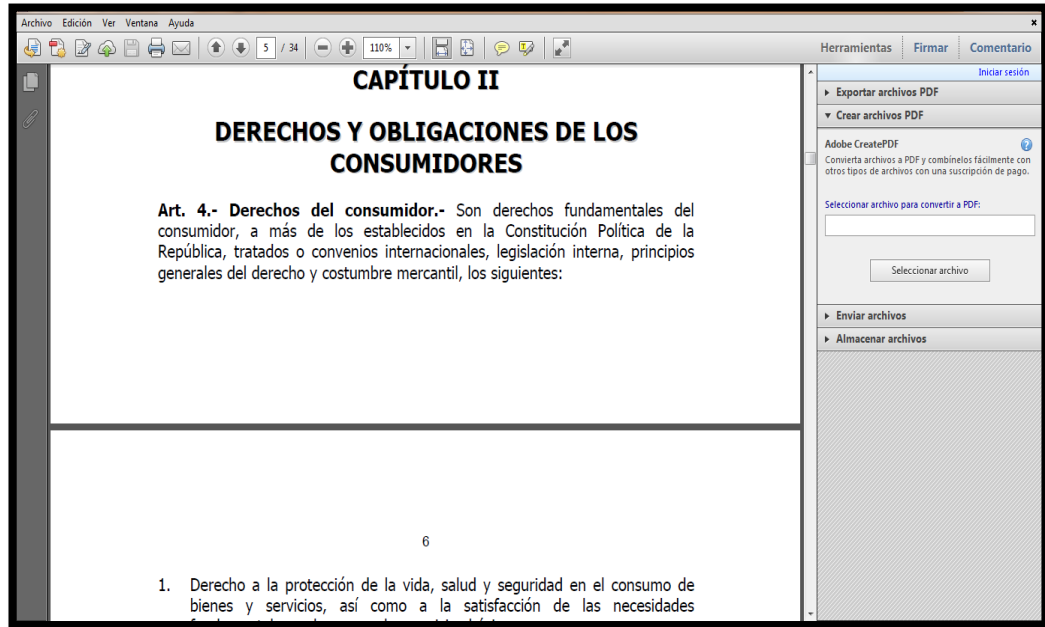 Archivo Edición Ver Ventana Ayuda
5 / 34 110%
Herramientas Firmar Comentario
CAPÍTULO II
DERECHOS Y OBLIGACIONES DE LOS
CONSUMIDORES
Art. 4.- Derechos del consumidor.- Son derechos fundamentales del
consumidor, a más de los establecidos en la Constitución Política de la
República, tratados o convenios internacionales, legislación interna, principios
generales del derecho y costumbre mercantil, los siguientes:
6
1. Derecho a la protección de la vida, salud y seguridad en el consumo de
bienes y servicios, así como a la satisfacción de las necesidades
Iniciar sesión
Exportar archivos PDF
Crear archivos PDF
Adobe CreatePDF
Convierta archivos a PDF y combínelos fácilmente con
otros tipos de archivos con una suscripción de pago.
Seleccionar archivo para convertir a PDF:
Seleccionar archivo
Enviar archivos
Almacenar archivos